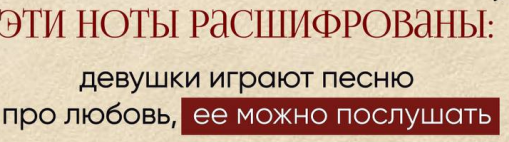 ЭТИ НОТЫ РАСШИФРОВАНЫ:
девушки играют песню
про любовь, ее можно послушать